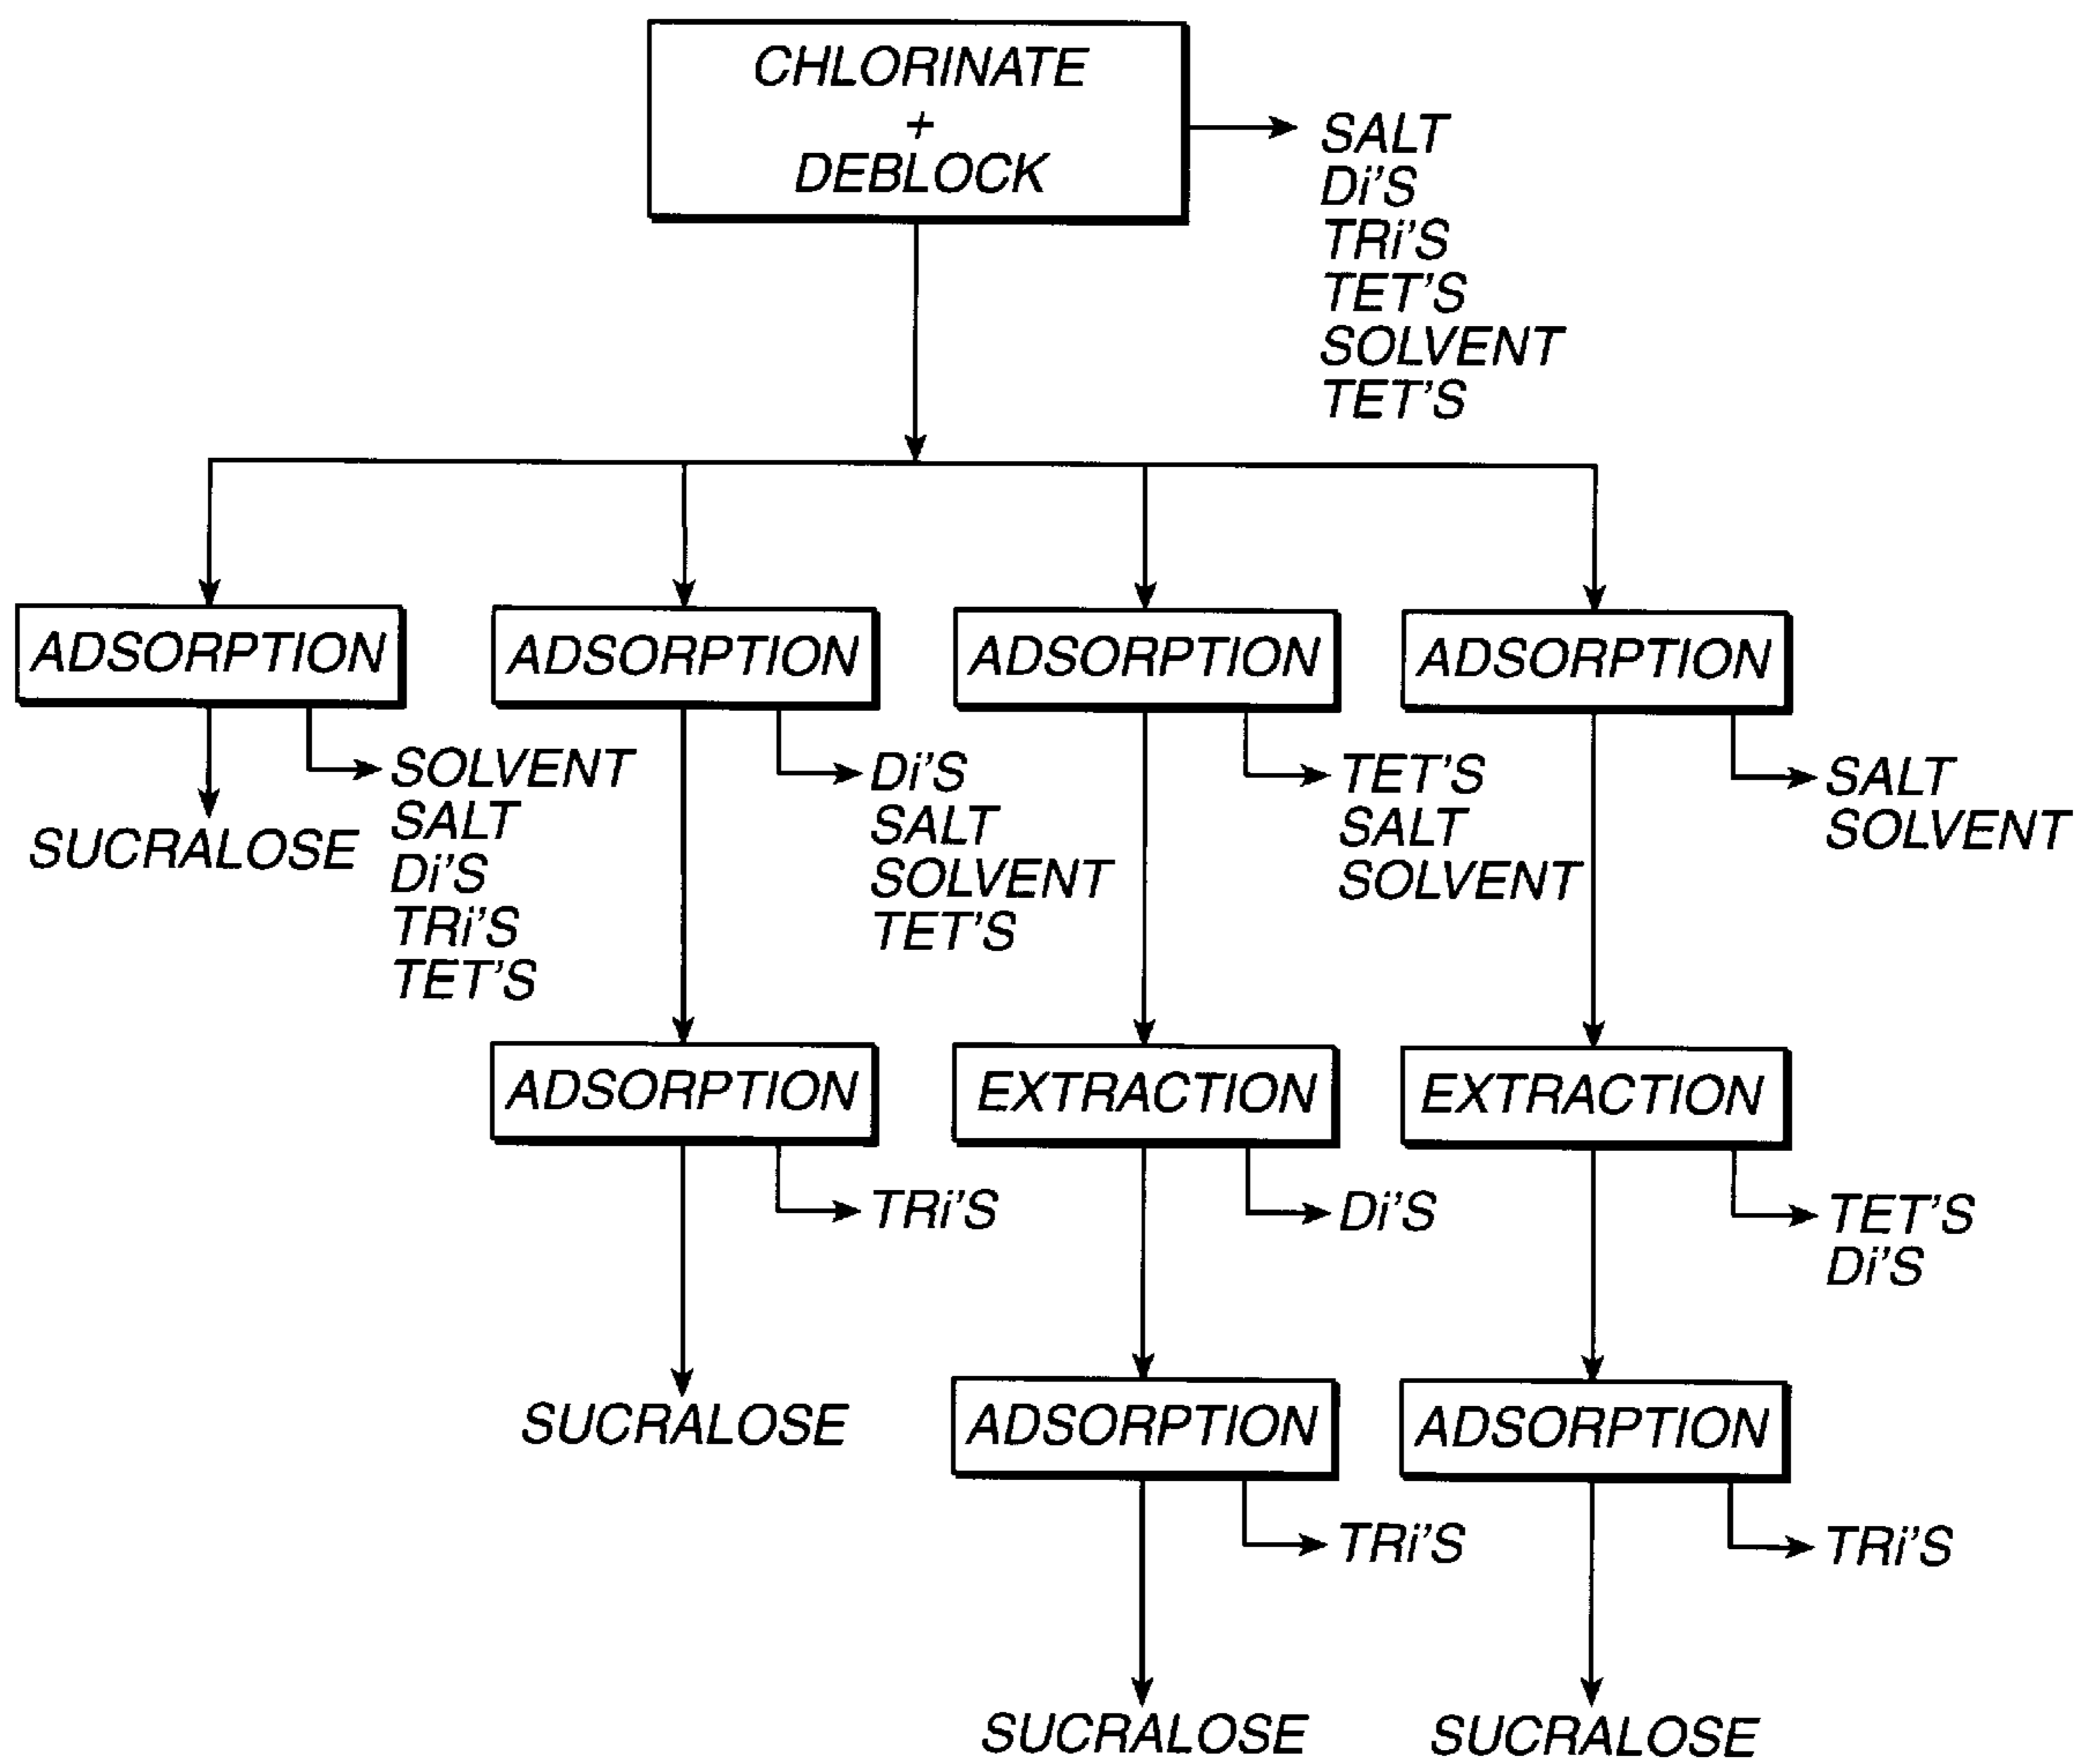 CHLORINATE
+
DEBLOCK
SALT
Di'S
TRi'S
TET'S
SOLVENT
TET'S
ADSORPTION
ADSORPTION
ADSORPTION
ADSORPTION
SUCRALOSE
SOLVENT
SALT
Di'S
TRi'S
TET'S
Di'S
SALT
SOLVENT
TET'S
TET'S
SALT
SOLVENT
SALT
SOLVENT
ADSORPTION
EXTRACTION
EXTRACTION
TRi'S
Di'S
TET'S
Di'S
SUCRALOSE
ADSORPTION
ADSORPTION
TRi'S
TRi'S
SUCRALOSE
SUCRALOSE